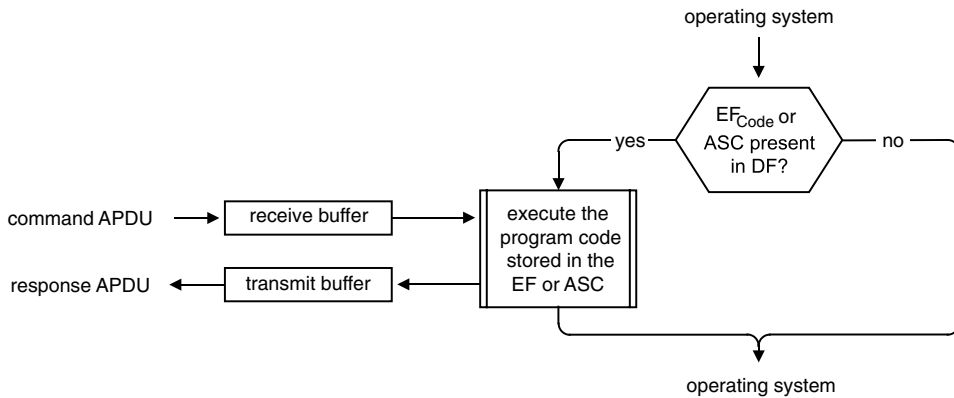 operating system
EFCode or
ASC present
in DF?
yes
no
command APDU
receive buffer
execute the
program code
stored in the
EF or ASC
response APDU
transmit buffer
operating system